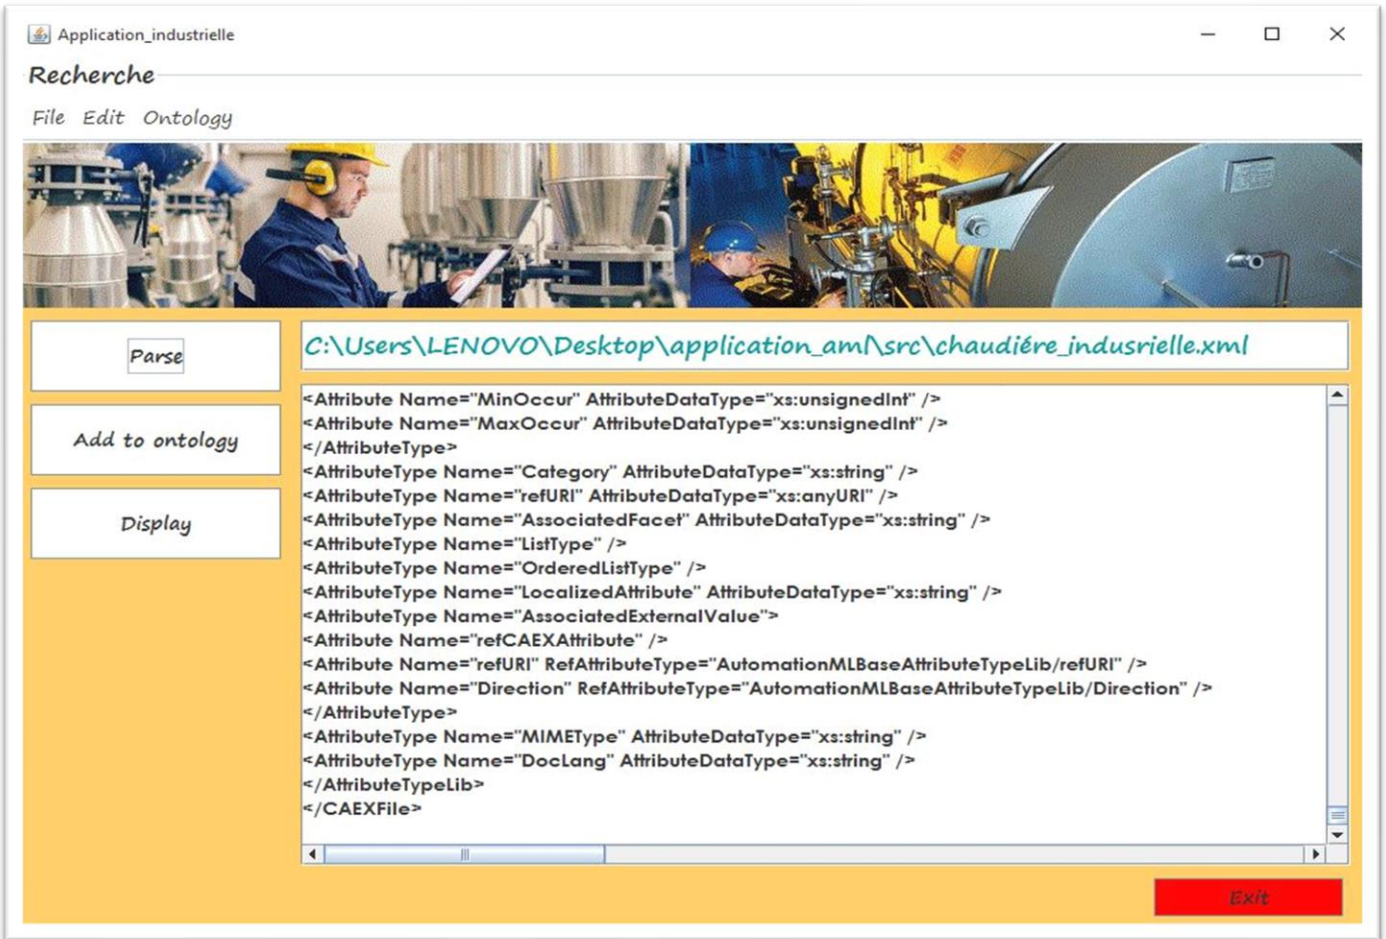 Application_industrielle
Recherche
File Edit Ontology
Parse
C:\Users\LENOVO\Desktop\application_aml\src\chaudiére_indusrielle.xml
Add to ontology
Display
<Attribute Name="MinOccur" AttributeDataType="xs:unsignedInt" />
<Attribute Name="MaxOccur" AttributeDataType="xs:unsignedInt" />
</AttributeType>
<AttributeType Name="Category" AttributeDataType="xs:string" />
<AttributeType Name="refURI" AttributeDataType="xs:anyURI" />
<AttributeType Name="AssociatedFacet" AttributeDataType="xs:string" />
<AttributeType Name="ListType" />
<AttributeType Name="OrderedListType" />
<AttributeType Name="LocalizedAttribute" AttributeDataType="xs:string" />
<AttributeType Name="AssociatedExternalValue">
<Attribute Name="refCAEXAttribute" />
<Attribute Name="refURI" RefAttributeType="AutomationMLBaseAttributeTypeLib/refURI" />
<Attribute Name="Direction" RefAttributeType="AutomationMLBaseAttributeTypeLib/Direction" />
</AttributeType>
<AttributeType Name="MIMEType" AttributeDataType="xs:string" />
<AttributeType Name="DocLang" AttributeDataType="xs:string" />
</AttributeTypeLib>
</CAEXFile>
Exit